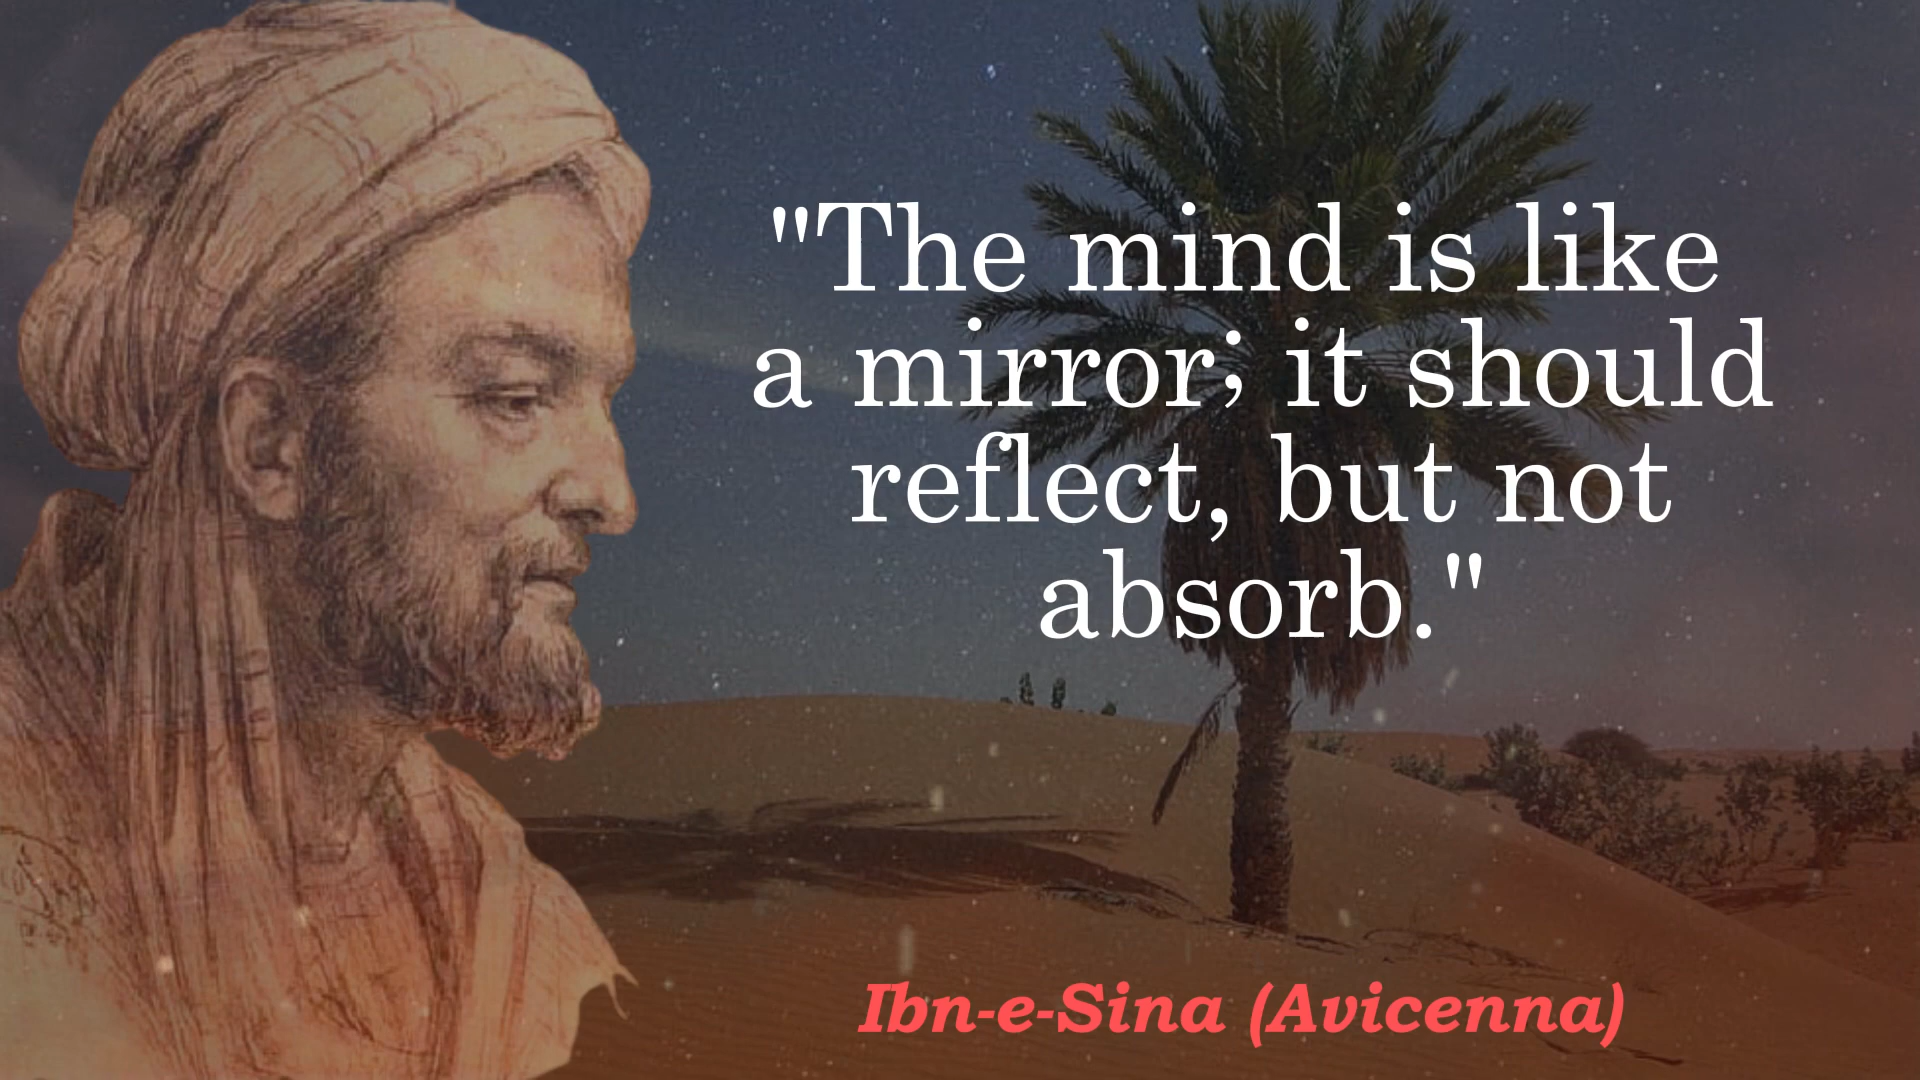 "The mind is like
a mirror; it should
reflect, but not
absorb."
Ibn-e-Sina (Avicenna)